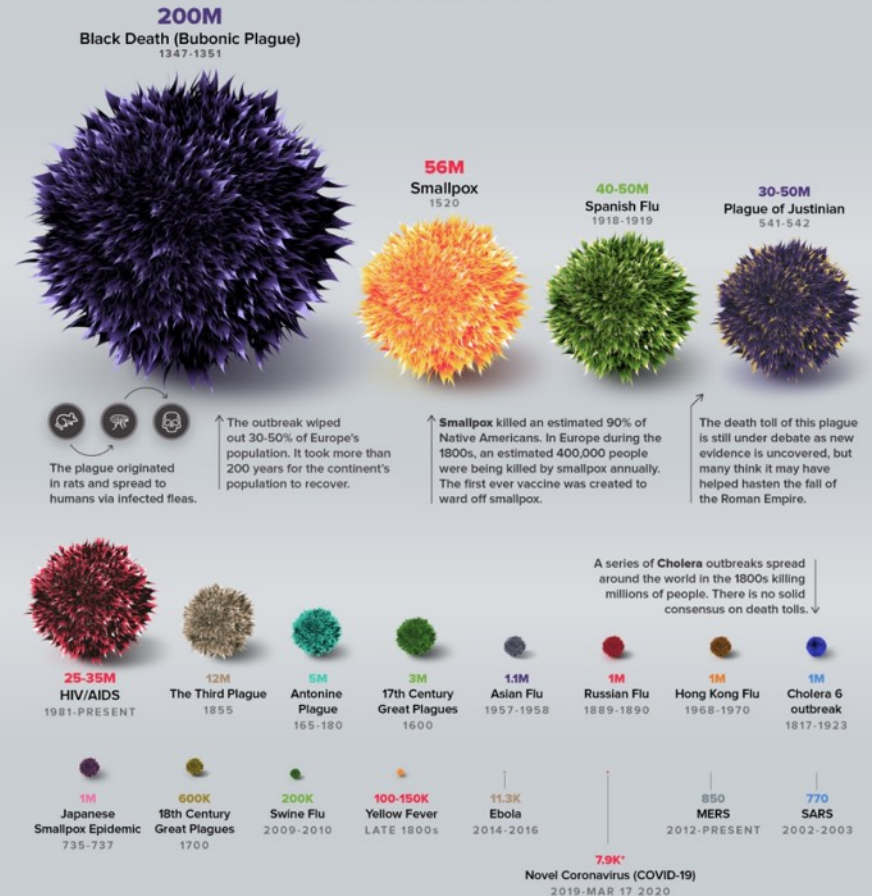 200M
Black Death (Bubonic Plague)
1347-1351
56M
Smallpox
1520
40-50M
Spanish Flu
1918-1919
30-50M
Plague of Justinian
541-542
The plague originated
in rats and spread to
humans via infected fleas.
The outbreak wiped
out 30-50% of Europe's
population. It took more than
200 years for the continent's
population to recover.
Smallpox killed an estimated 90% of
Native Americans. In Europe during the
1800s, an estimated 400,000 people
were being killed by smallpox annually.
The first ever vaccine was created to
ward off smallpox.
The death toll of this plague
is still under debate as new
evidence is uncovered, but
many think it may have
helped hasten the fall of
the Roman Empire.
A series of Cholera outbreaks spread
around the world in the 1800s killing
millions of people. There is no solid
consensus on death tolls.
25-35M
HIV/AIDS
1981-PRESENT
12M
The Third Plague
1855
5M
Antonine
Plague
165-180
3M
17th Century
Great Plagues
1600
1.1M
Asian Flu
1957-1958
1M
Russian Flu
1889-1890
1M
Hong Kong Flu
1968-1970
1M
Cholera 6
outbreak
1817-1923
1M
Japanese
Smallpox Epidemic
735-737
600K
18th Century
Great Plagues
1700
200K
Swine Flu
2009-2010
100-150K
Yellow Fever
LATE 1800s
11.3K
Ebola
2014-2016
7.9K*
Novel Coronavirus (COVID-19)
2019-MAR 17 2020
850
MERS
2012-PRESENT
770
SARS
2002-2003